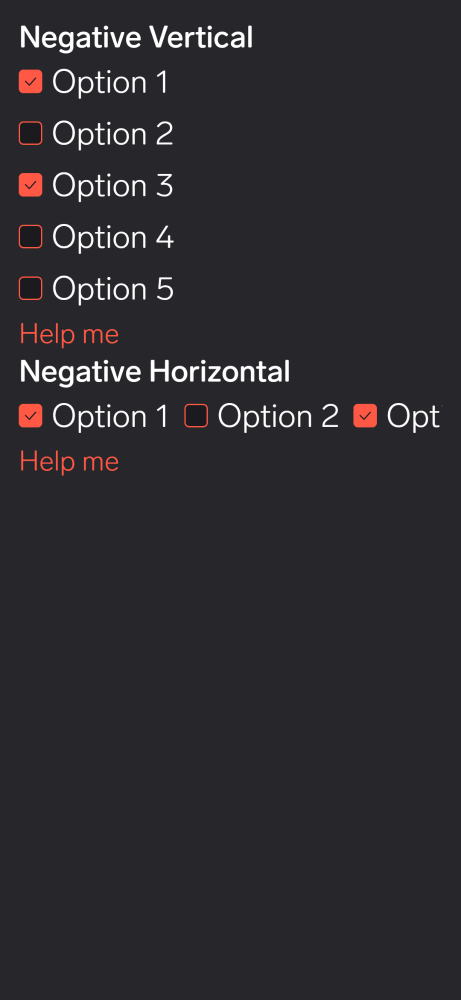 Negative Vertical
Option 1
Option 2
Option 3
Option 4
Option 5
Help me
Negative Horizontal
Option 1 Option 2 Opt
Help me